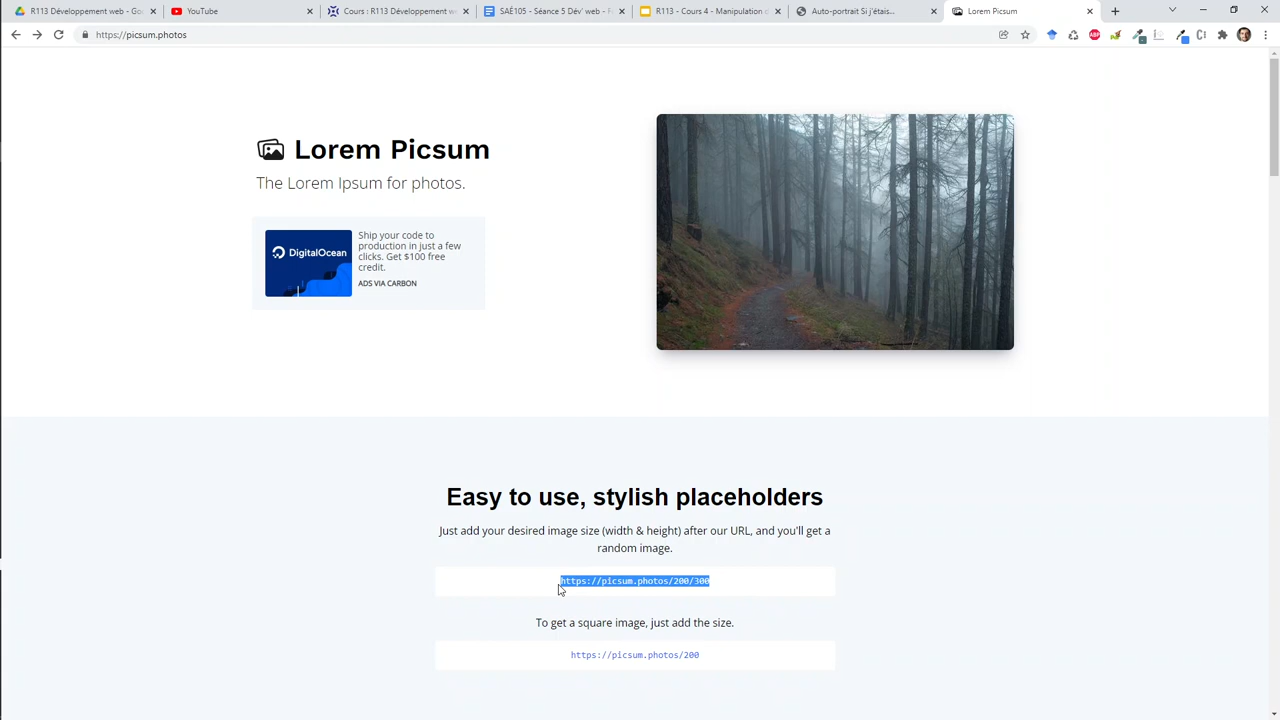 R113 Développement web - Goo
YouTube
Cours : R113 Développement we
SAÉ105 - Séance 5 Dév' web - F
R113 - Cours 4 - Manipulation d
Auto-portrait Si j'étais...
Lorem Picsum
https://picsum.photos
Lorem Picsum
The Lorem Ipsum for photos.
DigitalOcean
Ship your code to
production in just a few
clicks. Get $100 free
credit.
ADS VIA CARBON
Easy to use, stylish placeholders
Just add your desired image size (width & height) after our URL, and you'll get a
random image.
https://picsum.photos/200/300
To get a square image, just add the size.
https://picsum.photos/200